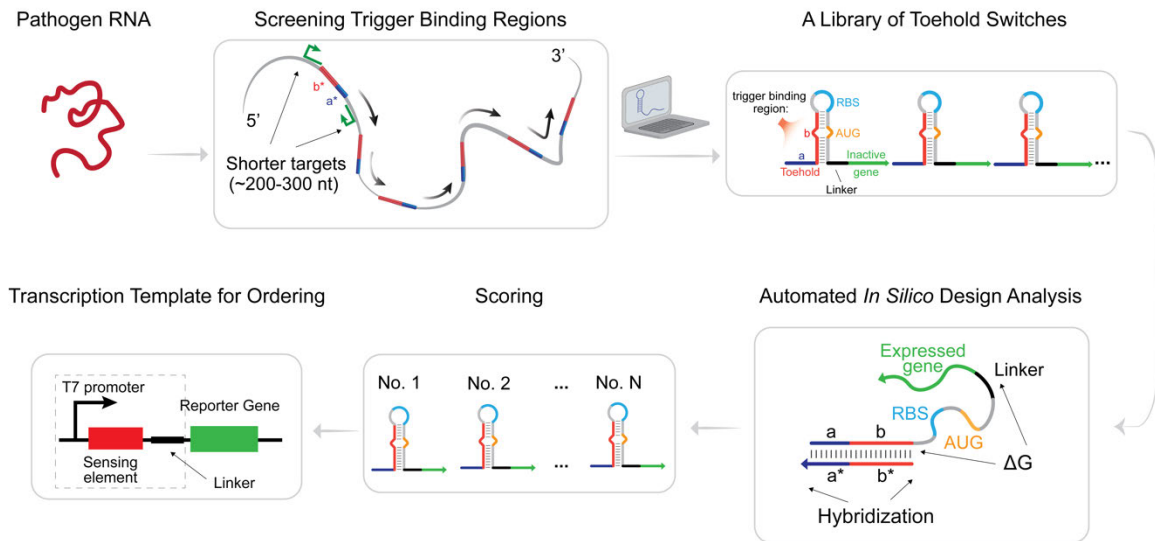 Pathogen RNA
Screening Trigger Binding Regions
A Library of Toehold Switches
5’
b*
a*
Shorter targets
(~200-300 nt)
3’
trigger binding
region:
RBS
b
AUG
a
Toehold
Inactive
gene
Linker
...
Transcription Template for Ordering
Scoring
Automated In Silico Design Analysis
T7 promoter
Reporter Gene
Sensing
element
Linker
No. 1
No. 2
...
No. N
...
Expressed
gene
Linker
RBS
AUG
a
b
ΔG
a*
b*
Hybridization